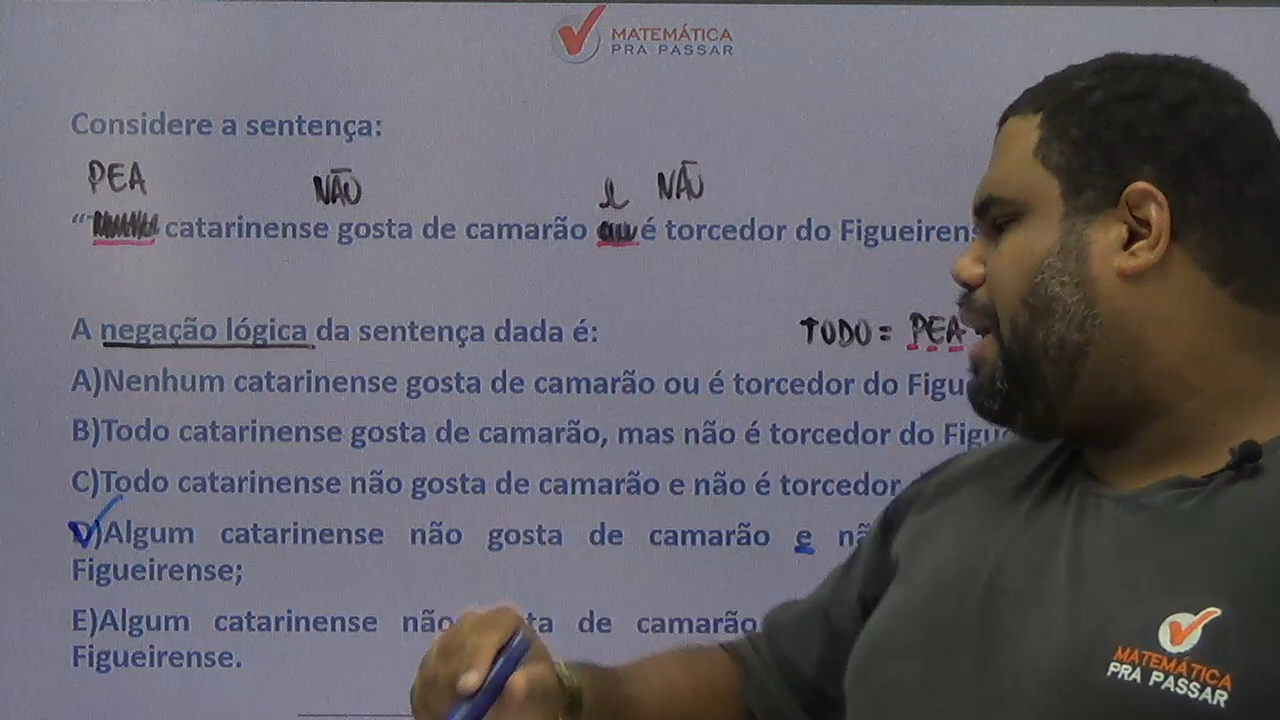 MATEMÁTICA
PRA PASSAR
Considere a sentença:
PEA NÃO e NÃO
“ catarinense gosta de camarão é torcedor do Figueirens
A negação lógica da sentença dada é:
TODO = PEA
A)Nenhum catarinense gosta de camarão ou é torcedor do Figu
B)Todo catarinense gosta de camarão, mas não é torcedor do Figu
C)Todo catarinense não gosta de camarão e não é torcedor
D)Algum catarinense não gosta de camarão e nã
Figueirense;
E)Algum catarinense não ta de camarão
Figueirense.
MATEMÁTICA
PRA PASSAR